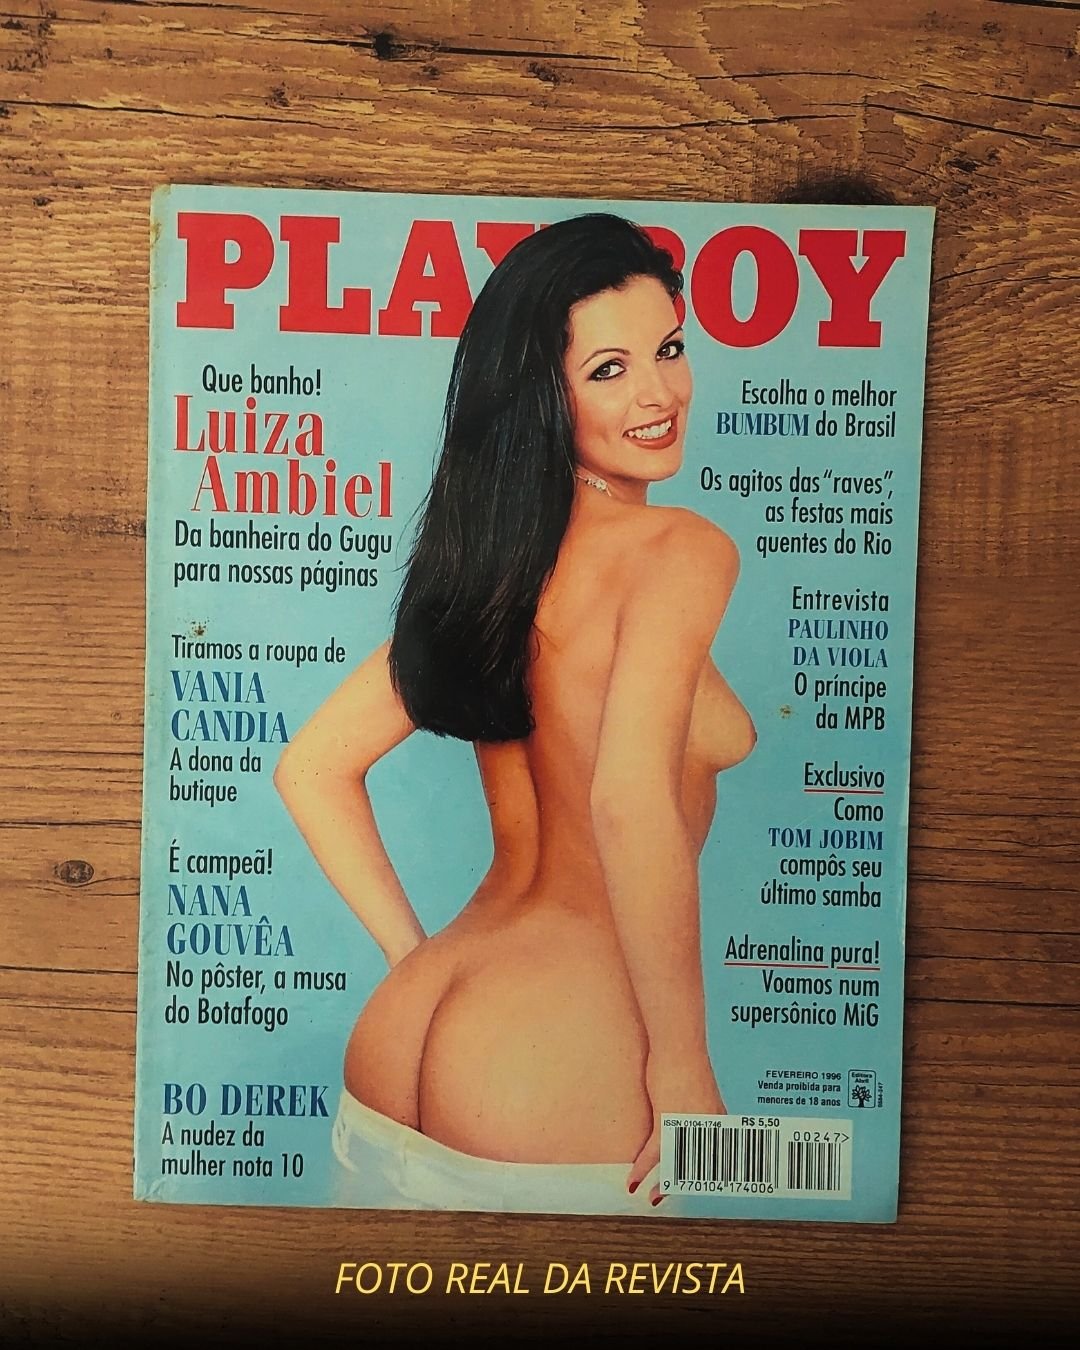 PLAYBOY
Que banho!
Luiza
Ambiel
Da banheira do Gugu
para nossas páginas
Tiramos a roupa de
VANIA
CANDIA
A dona da
butique
É campeã!
NANA
GOUVÊA
No pôster, a musa
do Botafogo
BO DEREK
A nudez da
mulher nota 10
Escolha o melhor
BUMBUM do Brasil
Os agitos das “raves”,
as festas mais
quentes do Rio
Entrevista
PAULINHO
DA VIOLA
O príncipe
da MPB
Exclusivo
Como
TOM JOBIM
compôs seu
último samba
Adrenalina pura!
Voamos num
supersônico MiG
FEVEREIRO 1996
Venda proibida para
menores de 18 anos
Editora
Abril
ISSN 0104-1746
R$ 5,50
00247>
9 770104 174006
FOTO REAL DA REVISTA